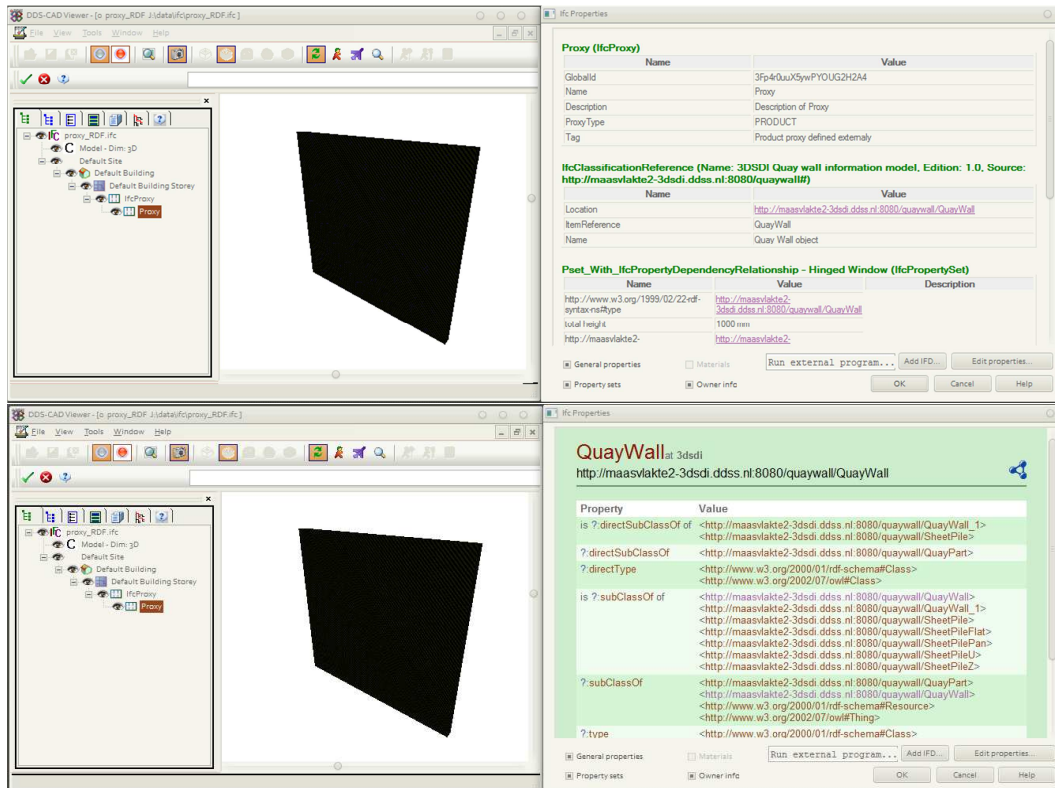 DDS-CAD Viewer - [o proxy_RDF J:\data\ifc\proxy_RDF.ifc]
File View Tools Window Help
IFC proxy_RDF.ifc
C Model - Dim: 3D
Default Site
Default Building
Default Building Storey
IfcProxy
Proxy
Ifc Properties
Proxy (IfcProxy)
Name Value
GlobalId 3Fp4r0uuX5ywPYOUG2H2A4
Name Proxy
Description Description of Proxy
ProxyType PRODUCT
Tag Product proxy defined externaly
IfcClassificationReference (Name: 3DSDI Quay wall information model, Edition: 1.0, Source:
http://maasvlakte2-3dsdi.ddss.nl:8080/quaywall#)
Name Value
Location http://maasvlakte2-3dsdi.ddss.nl:8080/quaywall/QuayWall
ItemReference QuayWall
Name Quay Wall object
Pset_With_IfcPropertyDependencyRelationship - Hinged Window (IfcPropertySet)
Name Value Description
http://www.w3.org/1999/02/22-rdf- http://maasvlakte2-
syntax-ns#type 3dsdi.ddss.nl:8080/quaywall/QuayWall
total height 1000 mm
http://maasvlakte2- http://maasvlakte2-
General properties Materials Run external program... Add IFD... Edit properties...
Property sets Owner info OK Cancel Help
DDS-CAD Viewer - [o proxy_RDF J:\data\ifc\proxy_RDF.ifc]
File View Tools Window Help
IFC proxy_RDF.ifc
C Model - Dim: 3D
Default Site
Default Building
Default Building Storey
IfcProxy
Proxy
Ifc Properties
QuayWall at 3dsdi
http://maasvlakte2-3dsdi.ddss.nl:8080/quaywall/QuayWall
Property Value
is ?:directSubClassOf of <http://maasvlakte2-3dsdi.ddss.nl:8080/quaywall/QuayWall_1>
<http://maasvlakte2-3dsdi.ddss.nl:8080/quaywall/SheetPile>
?:directSubClassOf <http://maasvlakte2-3dsdi.ddss.nl:8080/quaywall/QuayPart>
?:directType <http://www.w3.org/2000/01/rdf-schema#Class>
<http://www.w3.org/2002/07/owl#Class>
is ?:subClassOf of <http://maasvlakte2-3dsdi.ddss.nl:8080/quaywall/QuayWall>
<http://maasvlakte2-3dsdi.ddss.nl:8080/quaywall/QuayWall_1>
<http://maasvlakte2-3dsdi.ddss.nl:8080/quaywall/SheetPile>
<http://maasvlakte2-3dsdi.ddss.nl:8080/quaywall/SheetPileFlat>
<http://maasvlakte2-3dsdi.ddss.nl:8080/quaywall/SheetPilePan>
<http://maasvlakte2-3dsdi.ddss.nl:8080/quaywall/SheetPileU>
<http://maasvlakte2-3dsdi.ddss.nl:8080/quaywall/SheetPileZ>
?:subClassOf <http://maasvlakte2-3dsdi.ddss.nl:8080/quaywall/QuayPart>
<http://maasvlakte2-3dsdi.ddss.nl:8080/quaywall/QuayWall>
<http://www.w3.org/2000/01/rdf-schema#Resource>
<http://www.w3.org/2002/07/owl#Thing>
?:type <http://www.w3.org/2000/01/rdf-schema#Class>
General properties Materials Run external program... Add IFD... Edit properties...
Property sets Owner info OK Cancel Help